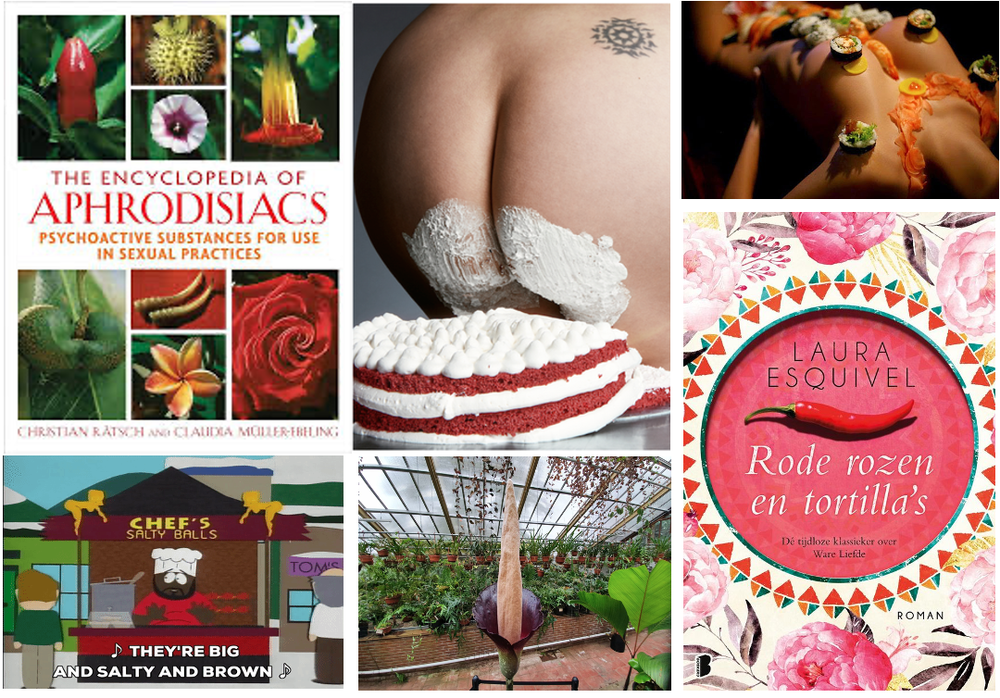 THE ENCYCLOPEDIA OF
APHRODISIACS
PSYCHOACTIVE SUBSTANCES FOR USE
IN SEXUAL PRACTICES
CHRISTIAN RÄTSCH AND CLAUDIA MÜLLER-EBELING
LAURA
ESQUIVEL
Rode rozen
en tortilla's
Dé tijdloze klassieker over
Ware Liefde
ROMAN
CHEF'S
SALTY BALLS
TOM'S
♪ THEY'RE BIG
AND SALTY AND BROWN ♪